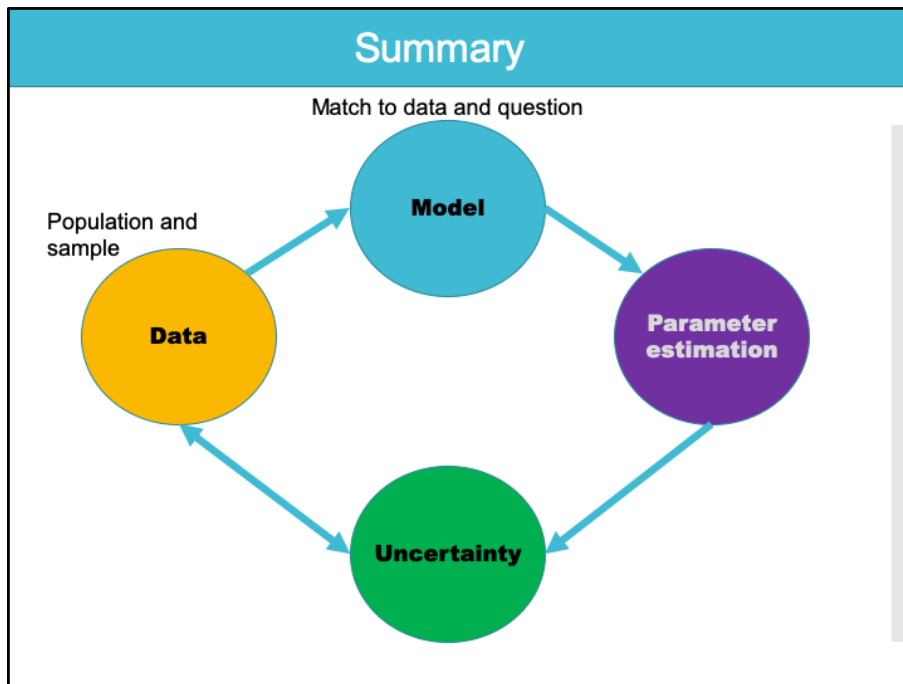 Summary
Match to data and question
Model
Population and
sample
Data
Parameter
estimation
Uncertainty